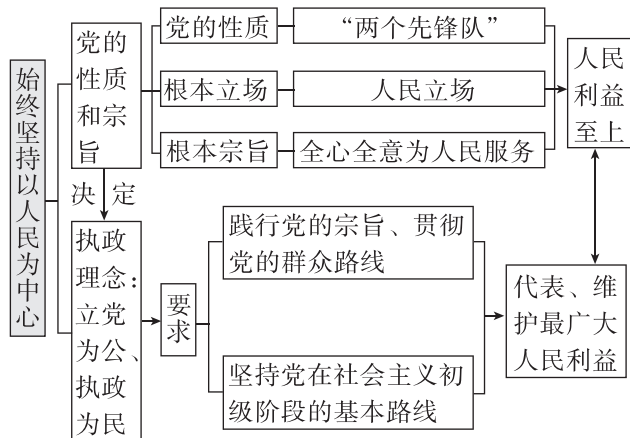 始终坚持以人民为中心
党的
性质
和宗
旨
党的性质
“两个先锋队”
根本立场
人民立场
根本宗旨
全心全意为人民服务
人民
利益
至上
决定
执政
理念：
立党
为公、
执政
为民
要求
践行党的宗旨、贯彻
党的群众路线
坚持党在社会主义初
级阶段的基本路线
代表、维
护最广大
人民利益